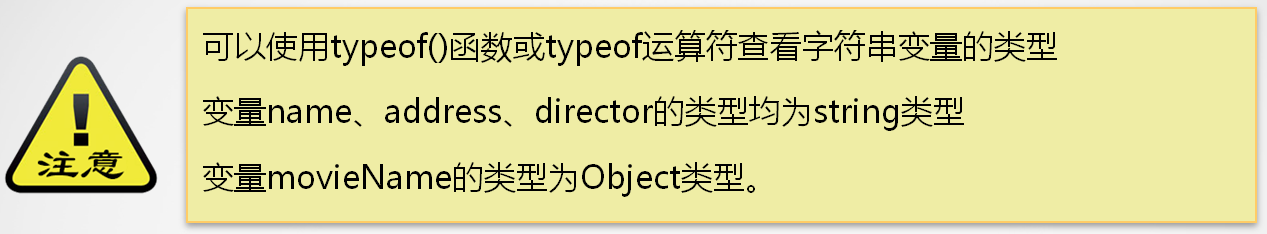 注意
可以使用typeof()函数或typeof运算符查看字符串变量的类型
变量name、address、director的类型均为string类型
变量movieName的类型为Object类型。